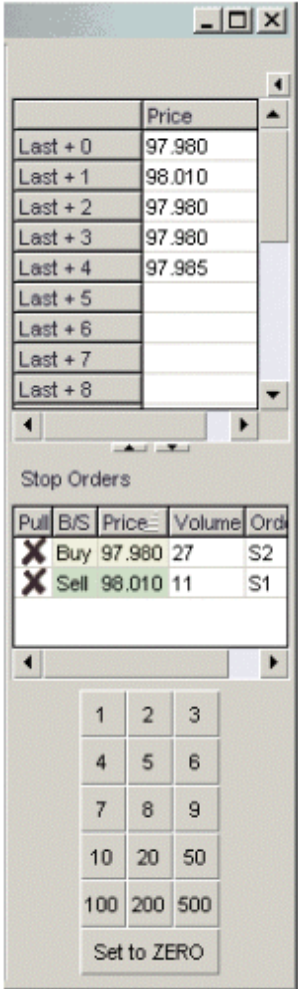 Price
Last + 0 97.980
Last + 1 98.010
Last + 2 97.980
Last + 3 97.980
Last + 4 97.985
Last + 5
Last + 6
Last + 7
Last + 8
Stop Orders
Pull B/S Price Volume Orde
Buy 97.980 27 S2
Sell 98.010 11 S1
1 2 3
4 5 6
7 8 9
10 20 50
100 200 500
Set to ZERO